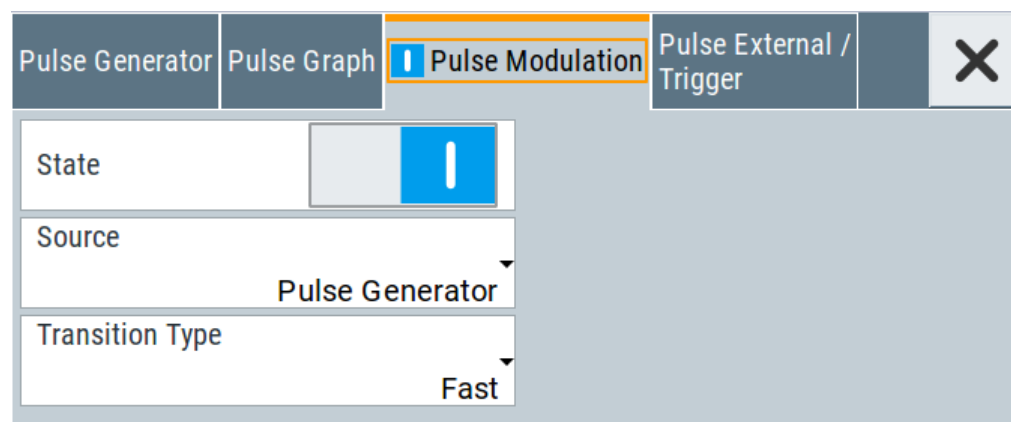 Pulse Generator
Pulse Graph
Pulse Modulation
Pulse External /
Trigger
State
Source
Pulse Generator
Transition Type
Fast